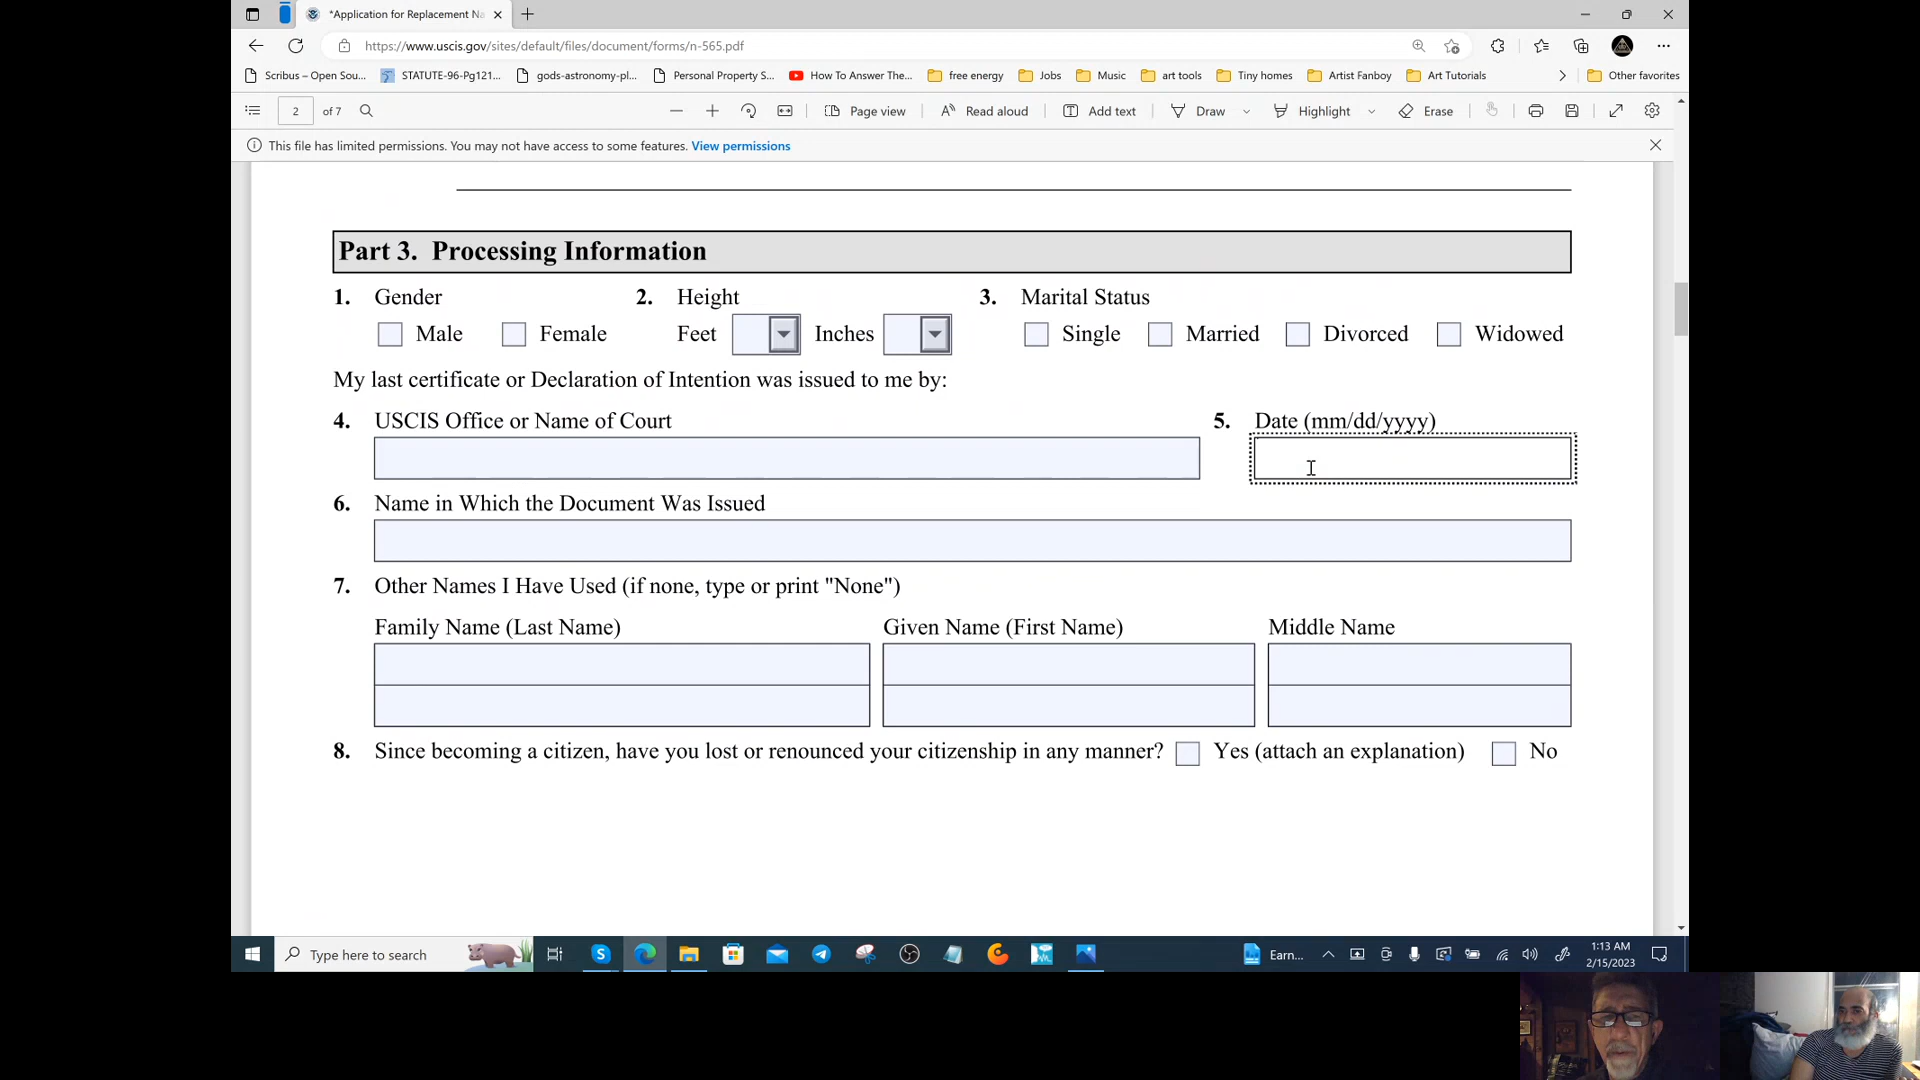 *Application for Replacement Na
https://www.uscis.gov/sites/default/files/document/forms/n-565.pdf
Scribus – Open Sou... STATUTE-96-Pg121... gods-astronomy-pl... Personal Property S... How To Answer The... free energy Jobs Music art tools Tiny homes Artist Fanboy Art Tutorials Other favorites
2 of 7 Page view Read aloud Add text Draw Highlight Erase
This file has limited permissions. You may not have access to some features. View permissions
Part 3. Processing Information
1. Gender 2. Height 3. Marital Status
Male Female Feet Inches Single Married Divorced Widowed
My last certificate or Declaration of Intention was issued to me by:
4. USCIS Office or Name of Court 5. Date (mm/dd/yyyy)
6. Name in Which the Document Was Issued
7. Other Names I Have Used (if none, type or print "None")
Family Name (Last Name) Given Name (First Name) Middle Name
8. Since becoming a citizen, have you lost or renounced your citizenship in any manner? Yes (attach an explanation) No
Type here to search Earn... 1:13 AM
2/15/2023